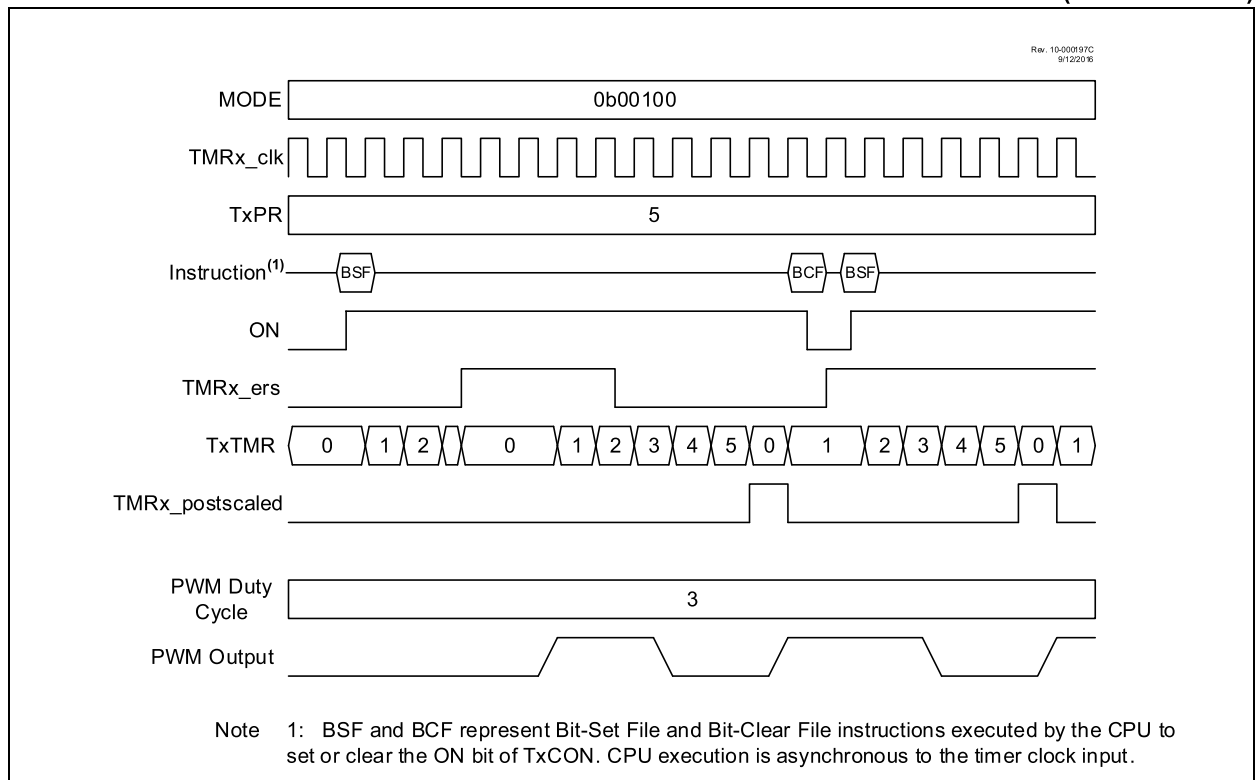 Rev. 10-000197C
9/12/2016
MODE 0b00100
TMRx_clk
TxPR 5
Instruction(1) BSF BCF BSF
ON
TMRx_ers
TxTMR 0 1 2 0 1 2 3 4 5 0 1 2 3 4 5 0 1
TMRx_postscaled
PWM Duty
Cycle
3
PWM Output
Note 1: BSF and BCF represent Bit-Set File and Bit-Clear File instructions executed by the CPU to
set or clear the ON bit of TxCON. CPU execution is asynchronous to the timer clock input.